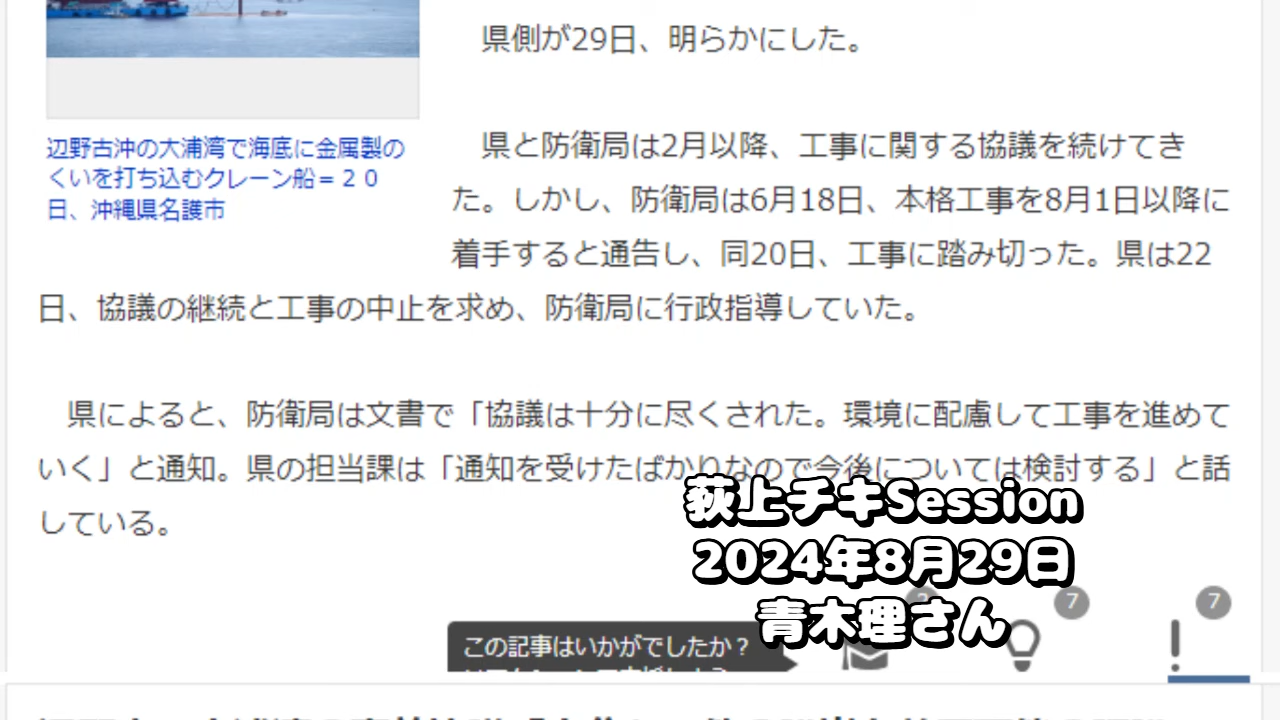 県側が29日、明らかにした。
辺野古沖の大浦湾で海底に金属製の
くいを打ち込むクレーン船＝２０
日、沖縄県名護市
県と防衛局は2月以降、工事に関する協議を続けてき
た。しかし、防衛局は6月18日、本格工事を8月1日以降に
着手すると通告し、同20日、工事に踏み切った。県は22
日、協議の継続と工事の中止を求め、防衛局に行政指導していた。
県によると、防衛局は文書で「協議は十分に尽くされた。環境に配慮して工事を進めて
いく」と通知。県の担当課は「通知を受けたばかりなので今後については検討する」と話
している。
荻上チキSession
2024年8月29日
青木理さん
7
7
この記事はいかがでしたか？